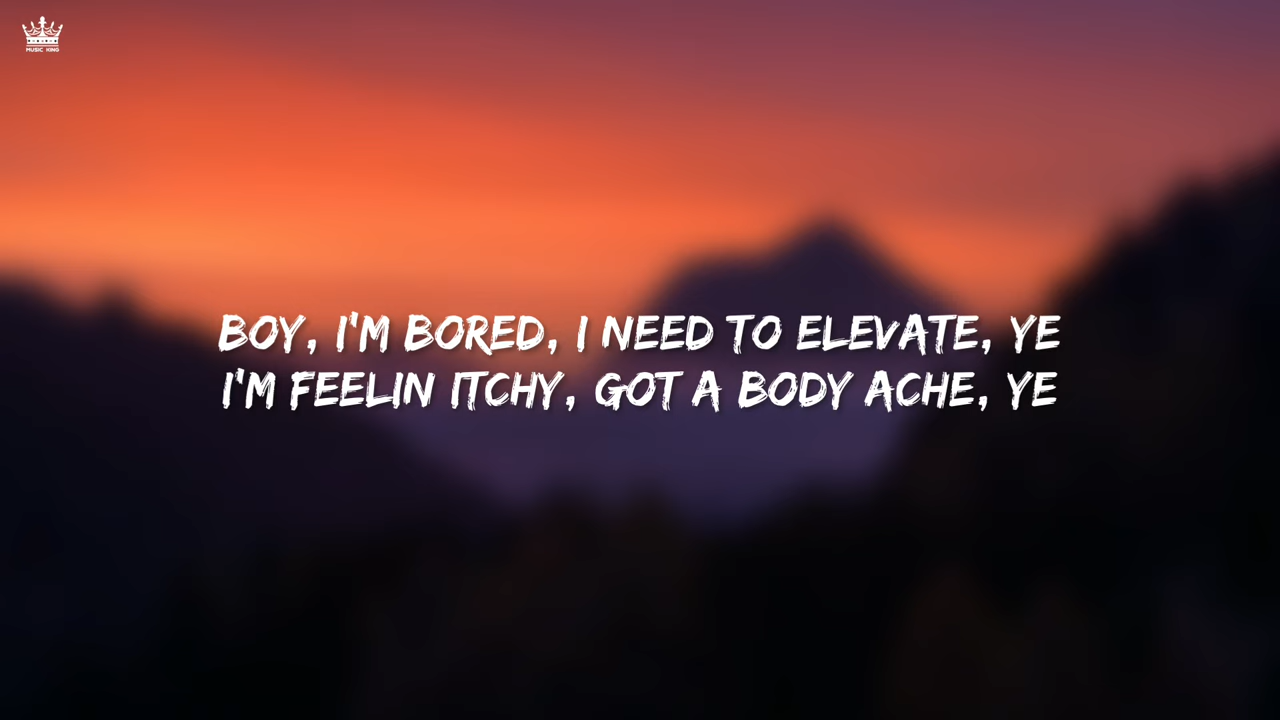 MUSIC KING
BOY, I'M BORED, I NEED TO ELEVATE, YE
I'M FEELIN ITCHY, GOT A BODY ACHE, YE